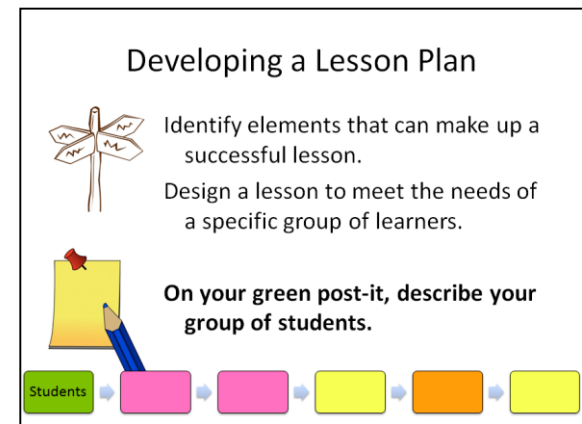 Developing a Lesson Plan
Identify elements that can make up a
successful lesson.
Design a lesson to meet the needs of
a specific group of learners.
On your green post-it, describe your
group of students.
Students